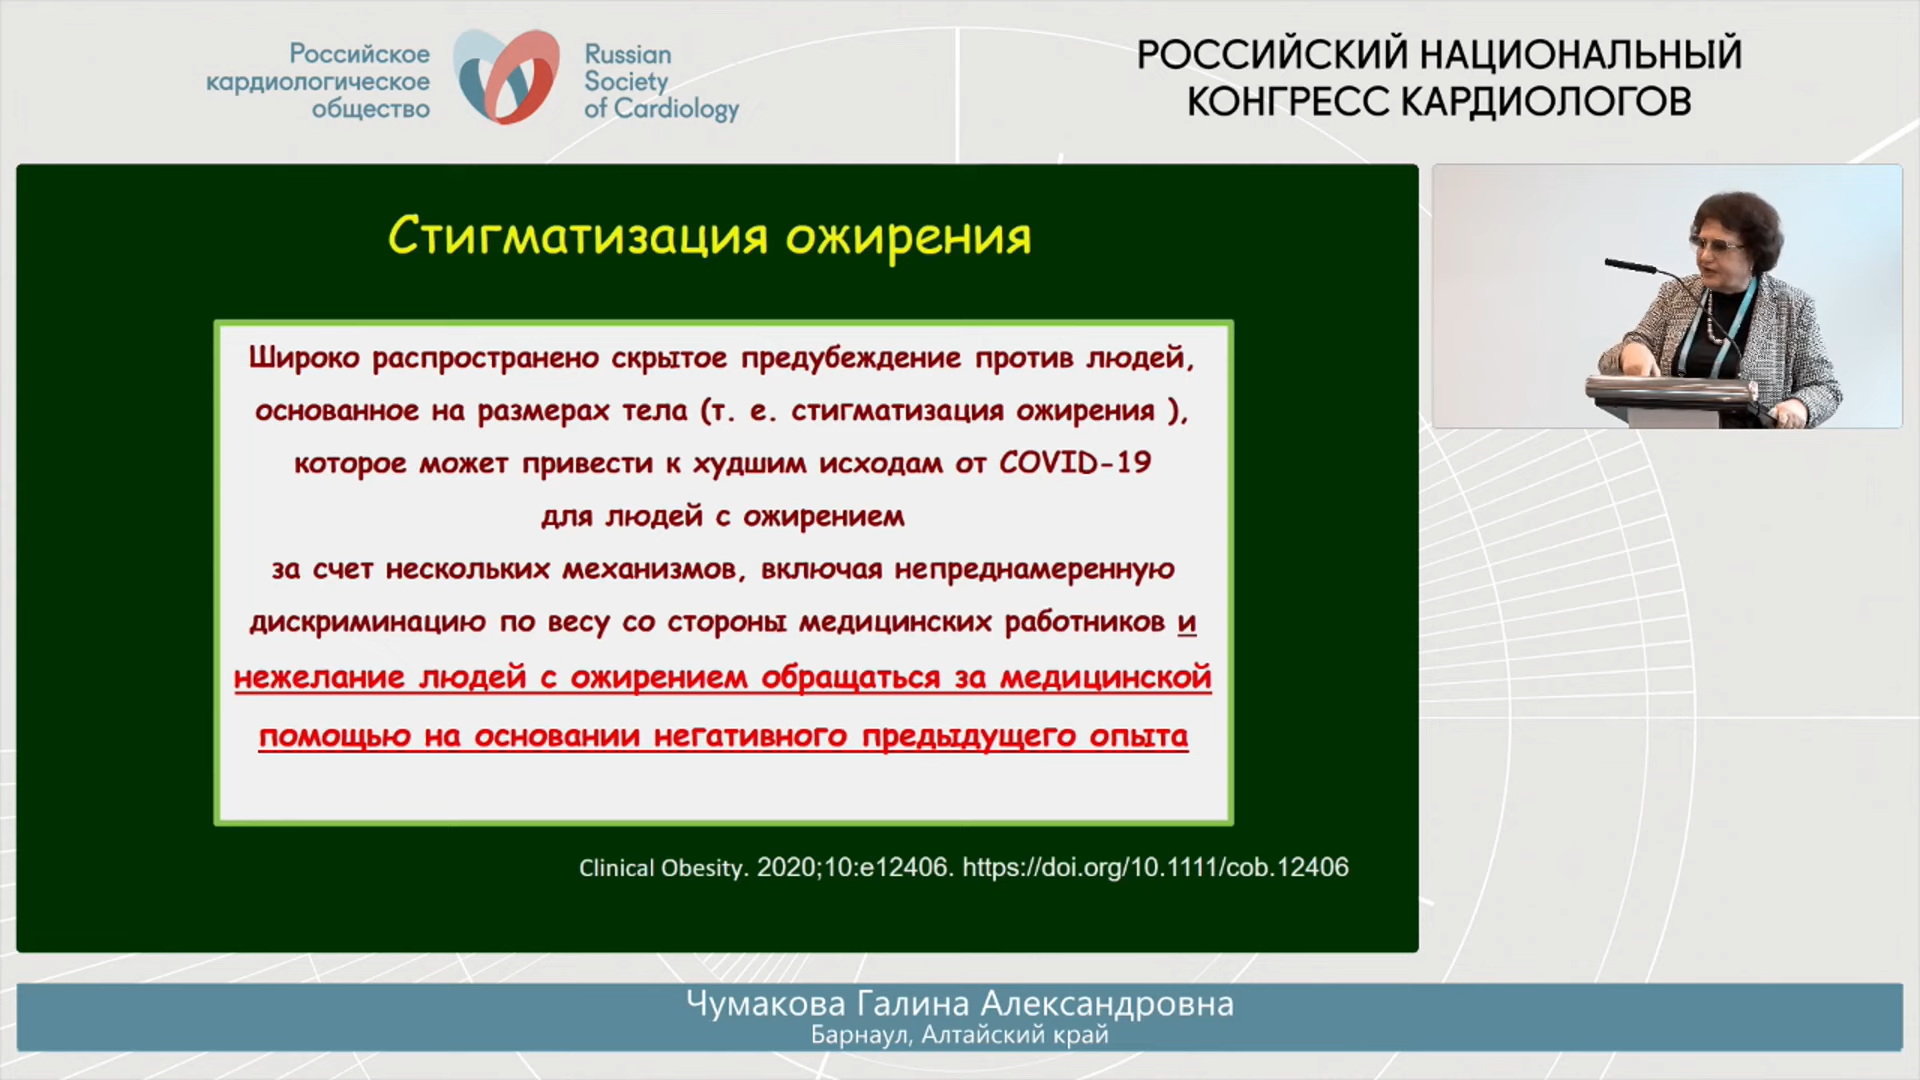 Российское
кардиологическое
общество
Russian
Society
of Cardiology
РОССИЙСКИЙ НАЦИОНАЛЬНЫЙ
КОНГРЕСС КАРДИОЛОГОВ
Стигматизация ожирения
Широко распространено скрытое предубеждение против людей,
основанное на размерах тела (т. е. стигматизация ожирения ),
которое может привести к худшим исходам от COVID-19
для людей с ожирением
за счет нескольких механизмов, включая непреднамеренную
дискриминацию по весу со стороны медицинских работников и
нежелание людей с ожирением обращаться за медицинской
помощью на основании негативного предыдущего опыта
Clinical Obesity. 2020;10:e12406. https://doi.org/10.1111/cob.12406
Чумакова Галина Александровна
Барнаул, Алтайский край